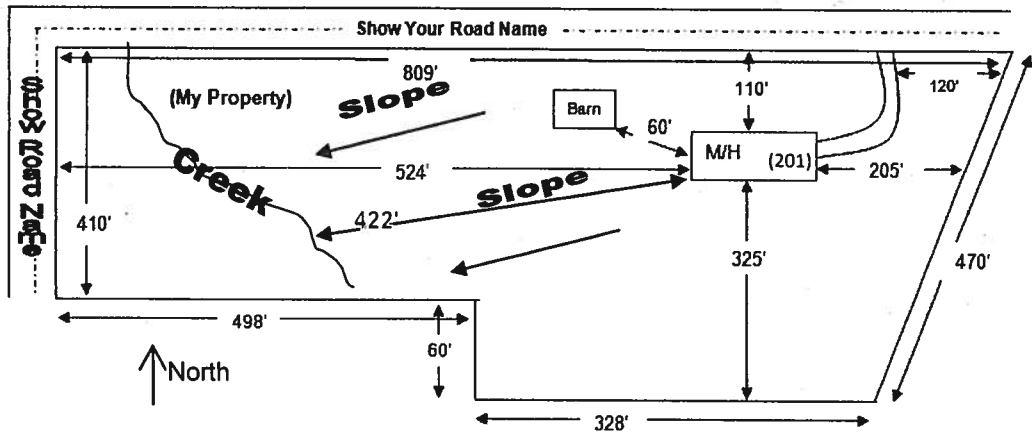 Show Your Road Name
809'
(My Property)
Slope
110'
120'
Barn
60'
M/H
(201)
Creek
524'
205'
Slope
Show Road Name
422'
410'
325'
470'
498'
60'
North
328'